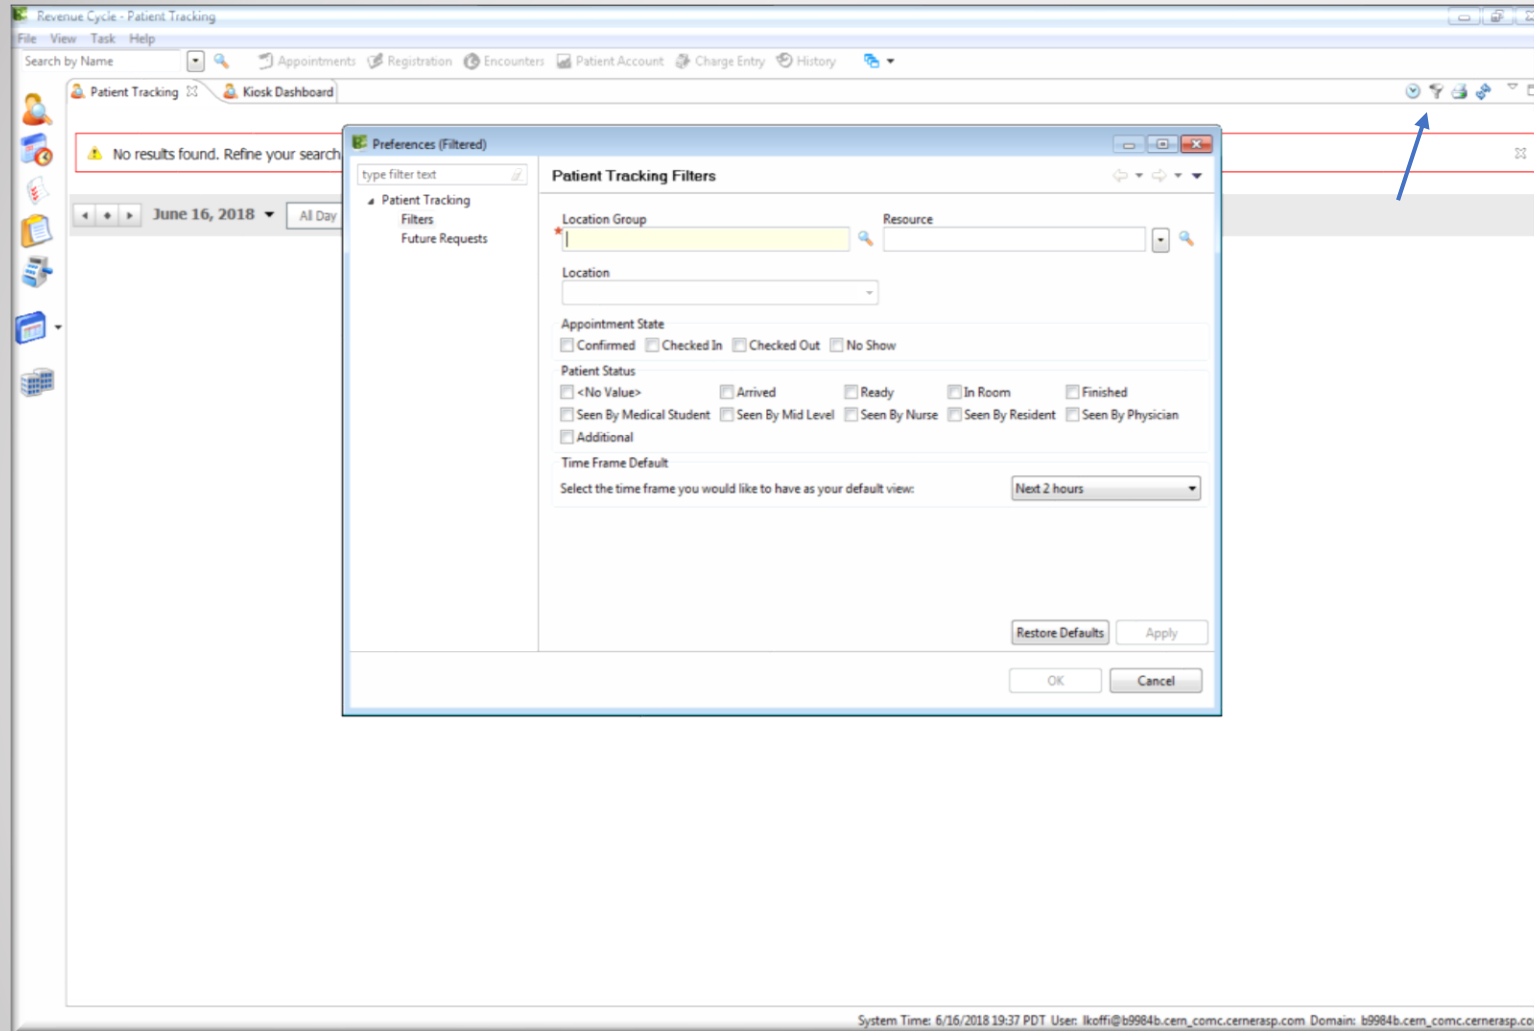 Revenue Cycle - Patient Tracking
File View Task Help
Search by Name Appointments Registration Encounters Patient Account Charge Entry History
Patient Tracking Kiosk Dashboard
Preferences (Filtered)
No results found. Refine your search
type filter text
Patient Tracking Filters
Patient Tracking
Filters
Future Requests
June 16, 2018 All Day
Location Group Resource
*
Location
Appointment State
Confirmed Checked In Checked Out No Show
Patient Status
<No Value> Arrived Ready In Room Finished
Seen By Medical Student Seen By Mid Level Seen By Nurse Seen By Resident Seen By Physician
Additional
Time Frame Default
Select the time frame you would like to have as your default view: Next 2 hours
Restore Defaults Apply
OK Cancel
System Time: 6/16/2018 19:37 PDT User: lkoffi@b9984b.cern_comc.cernerasp.com Domain: b9984b.cern_comc.cernerasp.co